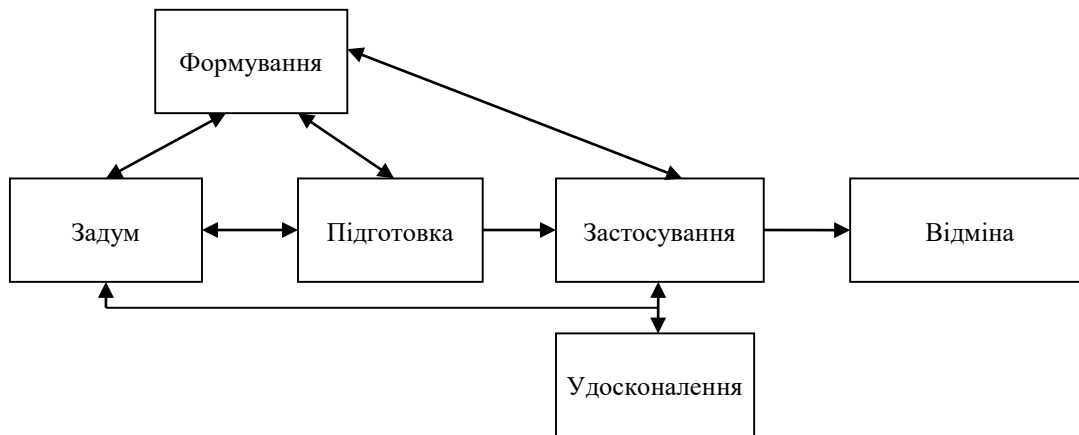 Формування
Задум
Підготовка
Застосування
Відміна
Удосконалення